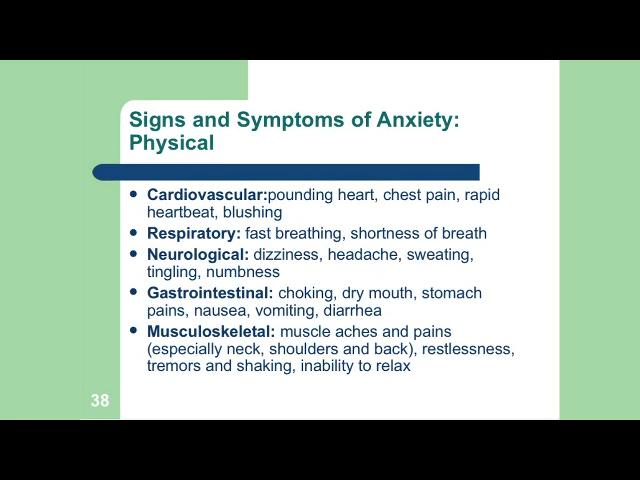 Signs and Symptoms of Anxiety:
Physical
Cardiovascular:pounding heart, chest pain, rapid
heartbeat, blushing
Respiratory: fast breathing, shortness of breath
Neurological: dizziness, headache, sweating,
tingling, numbness
Gastrointestinal: choking, dry mouth, stomach
pains, nausea, vomiting, diarrhea
Musculoskeletal: muscle aches and pains
(especially neck, shoulders and back), restlessness,
tremors and shaking, inability to relax
38